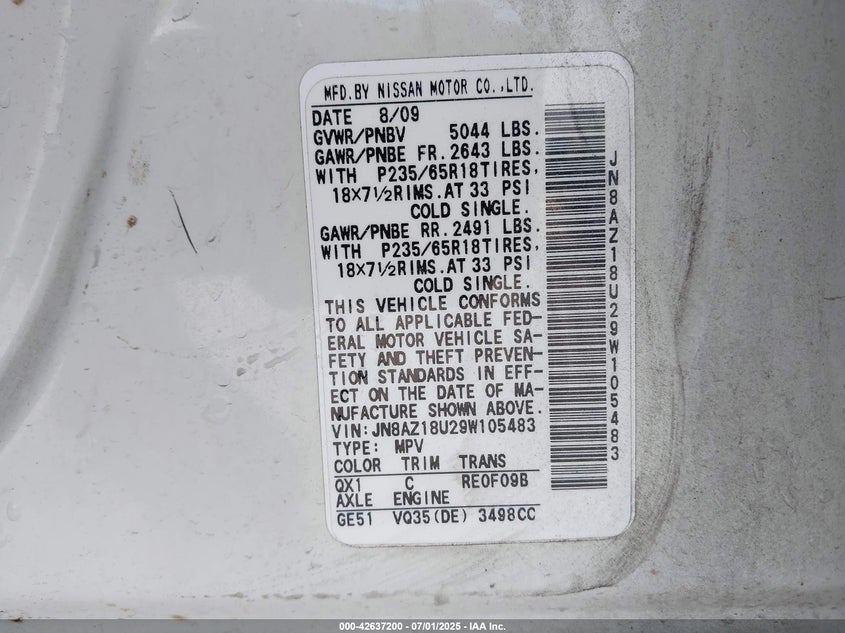 MFD.BY NISSAN MOTOR CO.,LTD.
DATE 8/09
GVWR/PNBV 5044 LBS.
GAWR/PNBE FR.2643 LBS.
WITH P235/65R18TIRES,
18×7½RIMS.AT 33 PSI
COLD SINGLE.
GAWR/PNBE RR.2491 LBS.
WITH P235/65R18TIRES,
18×7½RIMS.AT 33 PSI
COLD SINGLE.
THIS VEHICLE CONFORMS
TO ALL APPLICABLE FED-
ERAL MOTOR VEHICLE SA-
FETY AND THEFT PREVEN-
TION STANDARDS IN EFF-
ECT ON THE DATE OF MA-
NUFACTURE SHOWN ABOVE.
VIN:JN8AZ18U29W105483
TYPE: MPV
COLOR TRIM TRANS
QX1 C RE0F09B
AXLE ENGINE
GE51 VQ35(DE) 3498CC
JN8AZ18U29W105483
000-42637200 - 07/01/2025 - IAA Inc.